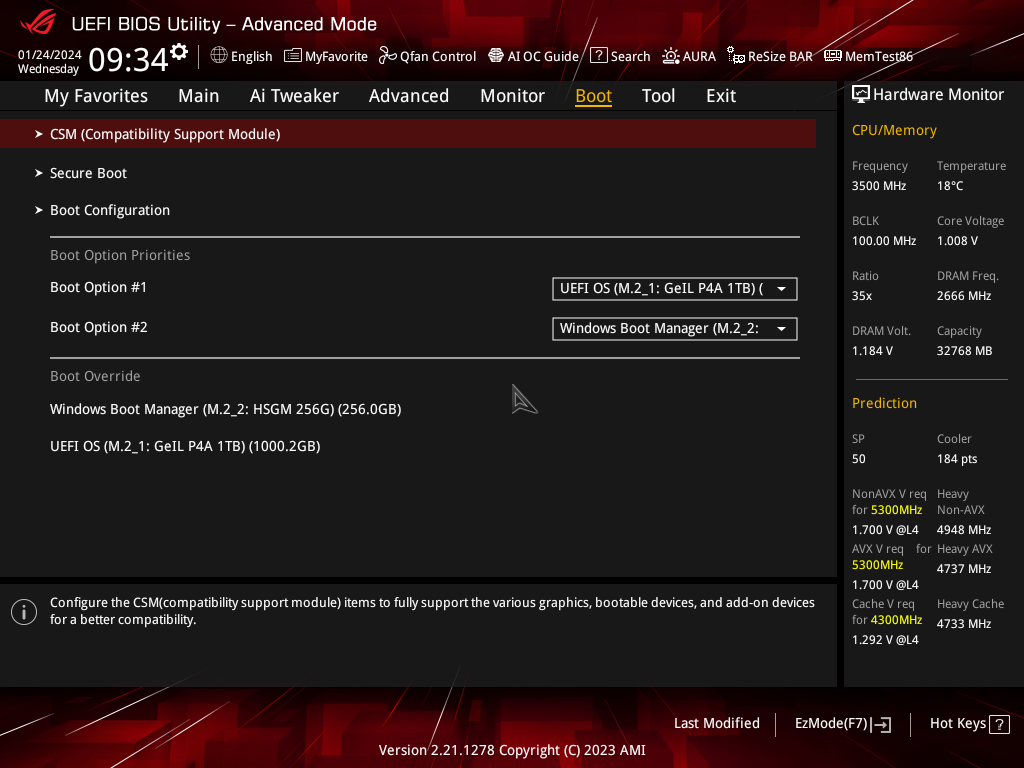 UEFI BIOS Utility – Advanced Mode
01/24/2024
Wednesday
09:34
English
MyFavorite
Qfan Control
AI OC Guide
? Search
AURA
ReSize BAR
MemTest86
My Favorites
Main
Ai Tweaker
Advanced
Monitor
Boot
Tool
Exit
CSM (Compatibility Support Module)
Secure Boot
Boot Configuration
Boot Option Priorities
Boot Option #1
UEFI OS (M.2_1: GeIL P4A 1TB) (
Boot Option #2
Windows Boot Manager (M.2_2:
Boot Override
Windows Boot Manager (M.2_2: HSGM 256G) (256.0GB)
UEFI OS (M.2_1: GeIL P4A 1TB) (1000.2GB)
i
Configure the CSM(compatibility support module) items to fully support the various graphics, bootable devices, and add-on devices
for a better compatibility.
Hardware Monitor
CPU/Memory
Frequency Temperature
3500 MHz 18°C
BCLK Core Voltage
100.00 MHz 1.008 V
Ratio DRAM Freq.
35x 2666 MHz
DRAM Volt. Capacity
1.184 V 32768 MB
Prediction
SP Cooler
50 184 pts
NonAVX V req Heavy
for 5300MHz Non-AVX
1.700 V @L4 4948 MHz
AVX V req for Heavy AVX
5300MHz 4737 MHz
1.700 V @L4
Cache V req Heavy Cache
for 4300MHz 4733 MHz
1.292 V @L4
Last Modified
EzMode(F7)
Hot Keys ?
Version 2.21.1278 Copyright (C) 2023 AMI